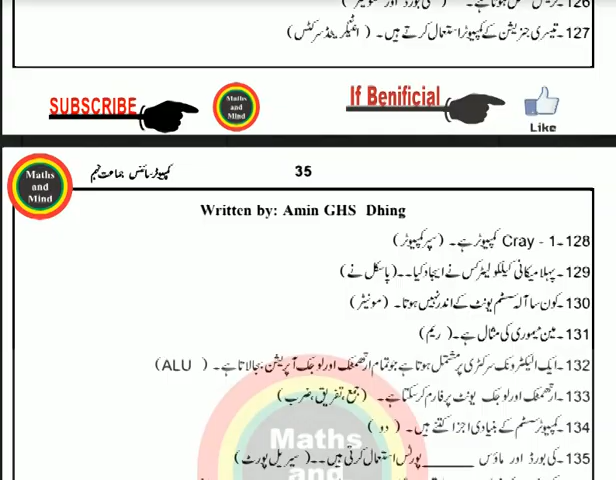 127۔تیسری جنریشن کے کمپیوٹر استعمال کرتے ہیں۔ ( انٹیگریٹڈ سرکٹس)
SUBSCRIBE
Maths and Mind
If Benificial
Like
Maths and Mind
35
کمپیوٹر سائنس جماعت نہم
Written by: Amin GHS Dhing
128۔Cray - 1 کمپیوٹر ہے۔ ( سپر کمپیوٹر)
129۔پہلا میکانی کیلکولیٹر کس نے ایجاد کیا۔۔(پاسکل نے )
130۔کون سا آلہ سسٹم یونٹ کے اندر نہیں ہوتا۔ (مونیٹر)
131۔مین میموری کی مثال ہے۔( ریم)
132۔ایک الیکٹرونک سرکٹری پر مشتمل ہوتا ہے جو تمام ارتھمیٹک اور لوجک آپریشن بجا لاتا ہے۔ ( ALU)
133۔ارتھمیٹک اور لوجک یونٹ پرفارم کر سکتا ہے۔ (جمع، تفریق، ضرب)
134۔کمپیوٹر سسٹم کے بنیادی اجزا کتنے ہیں۔ ( دو )
135۔کی بورڈ اور ماؤس ______ پورٹس استعمال کرتی ہیں۔۔( سیریل پورٹ)
Maths and